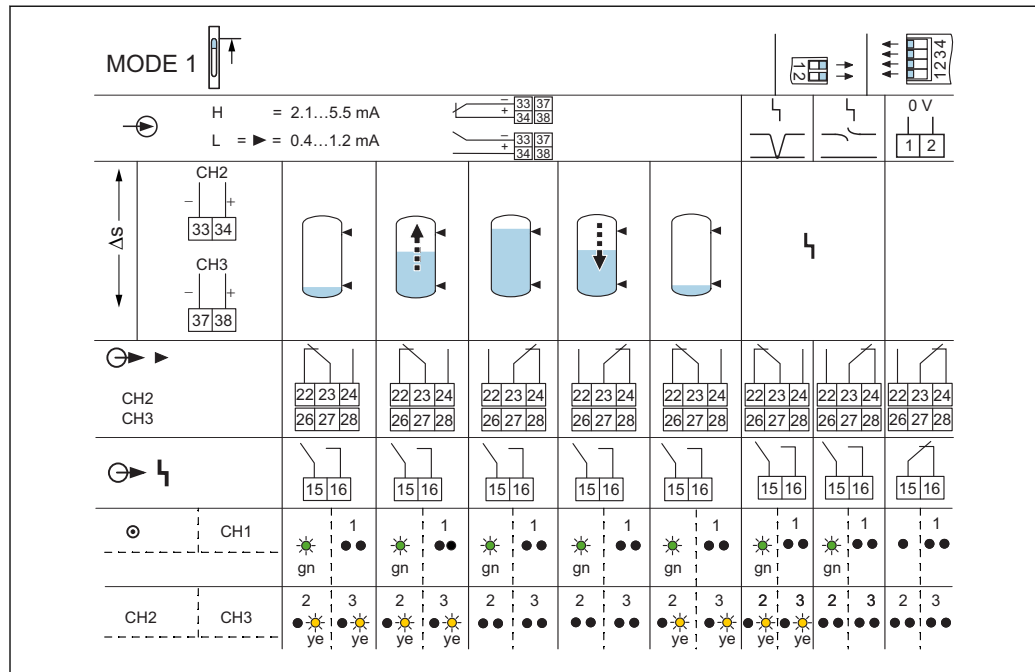 MODE 1
1 2
1 2 3 4
H = 2.1…5.5 mA
− 33 37
+ 34 38
L = ► = 0.4…1.2 mA
− 33 37
+ 34 38
0 V
1 2
Δs
CH2
− +
33 34
CH3
− +
37 38
CH2
22 23 24 22 23 24 22 23 24 22 23 24 22 23 24 22 23 24 22 23 24 22 23 24
CH3
26 27 28 26 27 28 26 27 28 26 27 28 26 27 28 26 27 28 26 27 28 26 27 28
15 16 15 16 15 16 15 16 15 16 15 16 15 16 15 16
CH1 1 1 1 1 1 1 1 1
gn gn gn gn gn gn gn
CH2 CH3 2 3 2 3 2 3 2 3 2 3 2 3 2 3 2 3
ye ye ye ye ye ye ye ye